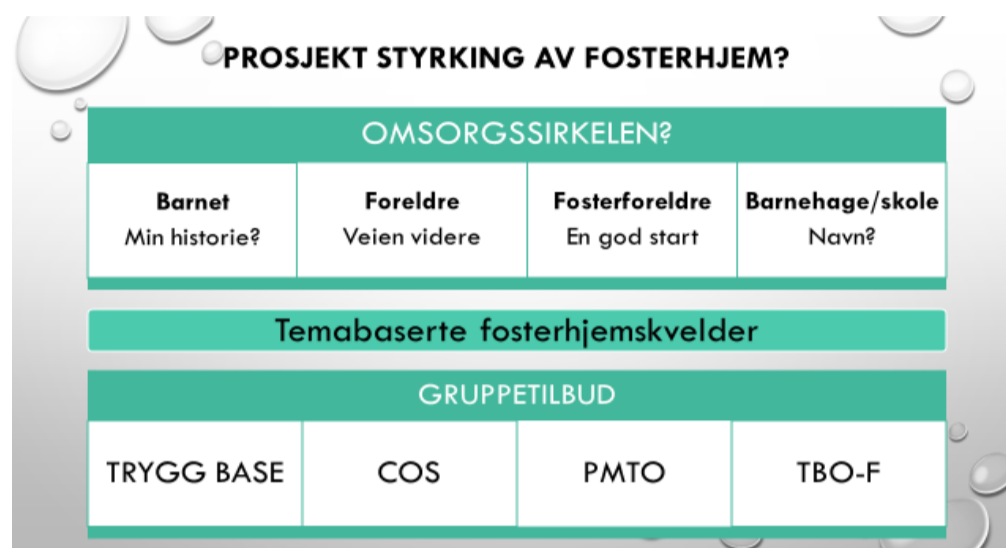 PROSJEKT STYRKING AV FOSTERHJEM?
OMSORGSSIRKELEN?
Barnet
Min historie?
Foreldre
Veien videre
Fosterforeldre
En god start
Barnehage/skole
Navn?
Temabaserte fosterhjemskvelder
GRUPPETILBUD
TRYGG BASE
COS
PMTO
TBO-F